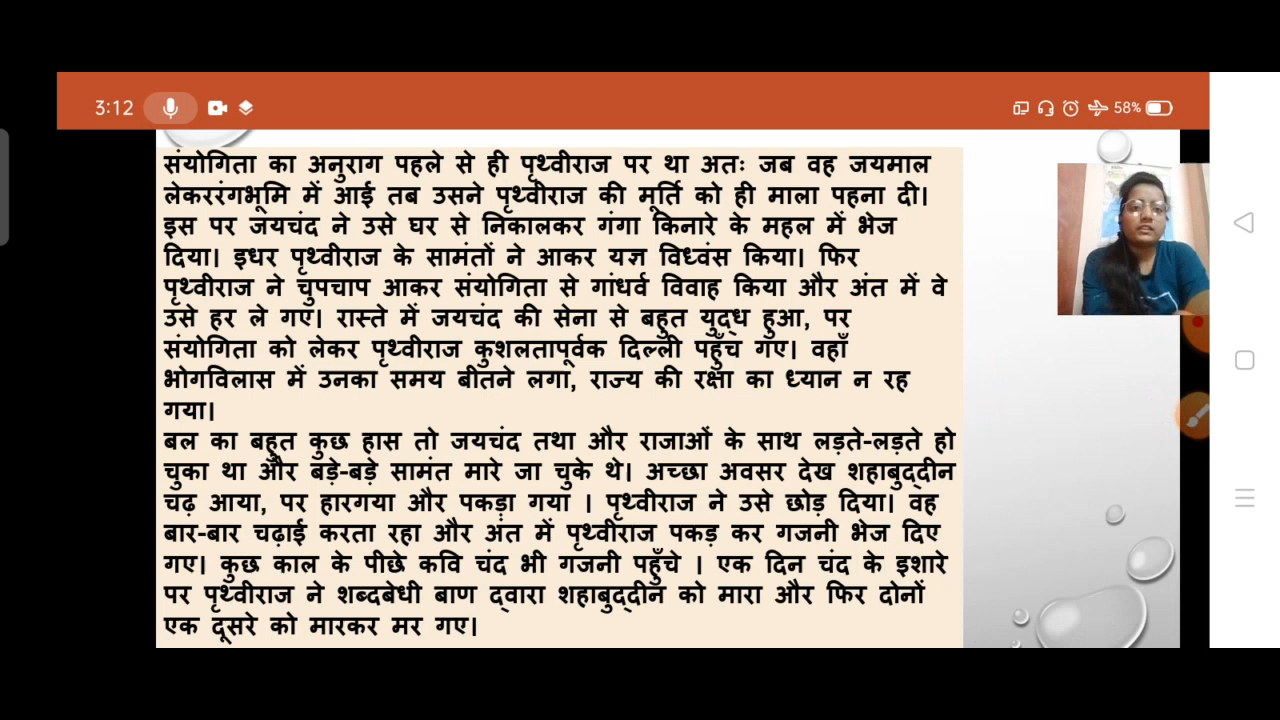 3:12
58%
संयोगिता का अनुराग पहले से ही पृथ्वीराज पर था अतः जब वह जयमाल
लेकररंगभूमि में आई तब उसने पृथ्वीराज की मूर्ति को ही माला पहना दी।
इस पर जयचंद ने उसे घर से निकालकर गंगा किनारे के महल में भेज
दिया। इधर पृथ्वीराज के सामंतों ने आकर यज्ञ विध्वंस किया। फिर
पृथ्वीराज ने चुपचाप आकर संयोगिता से गांधर्व विवाह किया और अंत में वे
उसे हर ले गए। रास्ते में जयचंद की सेना से बहुत युद्ध हुआ, पर
संयोगिता को लेकर पृथ्वीराज कुशलतापूर्वक दिल्ली पहुँच गए। वहाँ
भोगविलास में उनका समय बीतने लगा, राज्य की रक्षा का ध्यान न रह
गया।
बल का बहुत कुछ हास तो जयचंद तथा और राजाओं के साथ लड़ते-लड़ते हो
चुका था और बड़े-बड़े सामंत मारे जा चुके थे। अच्छा अवसर देख शहाबुद्दीन
चढ़ आया, पर हारगया और पकड़ा गया । पृथ्वीराज ने उसे छोड़ दिया। वह
बार-बार चढ़ाई करता रहा और अंत में पृथ्वीराज पकड़ कर गजनी भेज दिए
गए। कुछ काल के पीछे कवि चंद भी गजनी पहुँचे । एक दिन चंद के इशारे
पर पृथ्वीराज ने शब्दबेधी बाण द्वारा शहाबुद्दीन को मारा और फिर दोनों
एक दूसरे को मारकर मर गए।